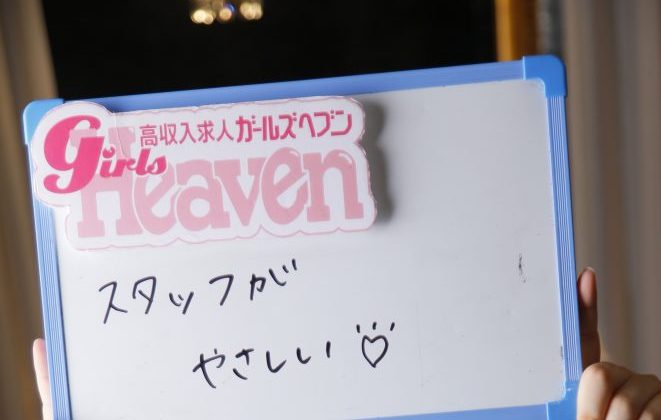 高収入求人ガールズヘブン
Girls
Heaven
スタッフが
やさしい♡